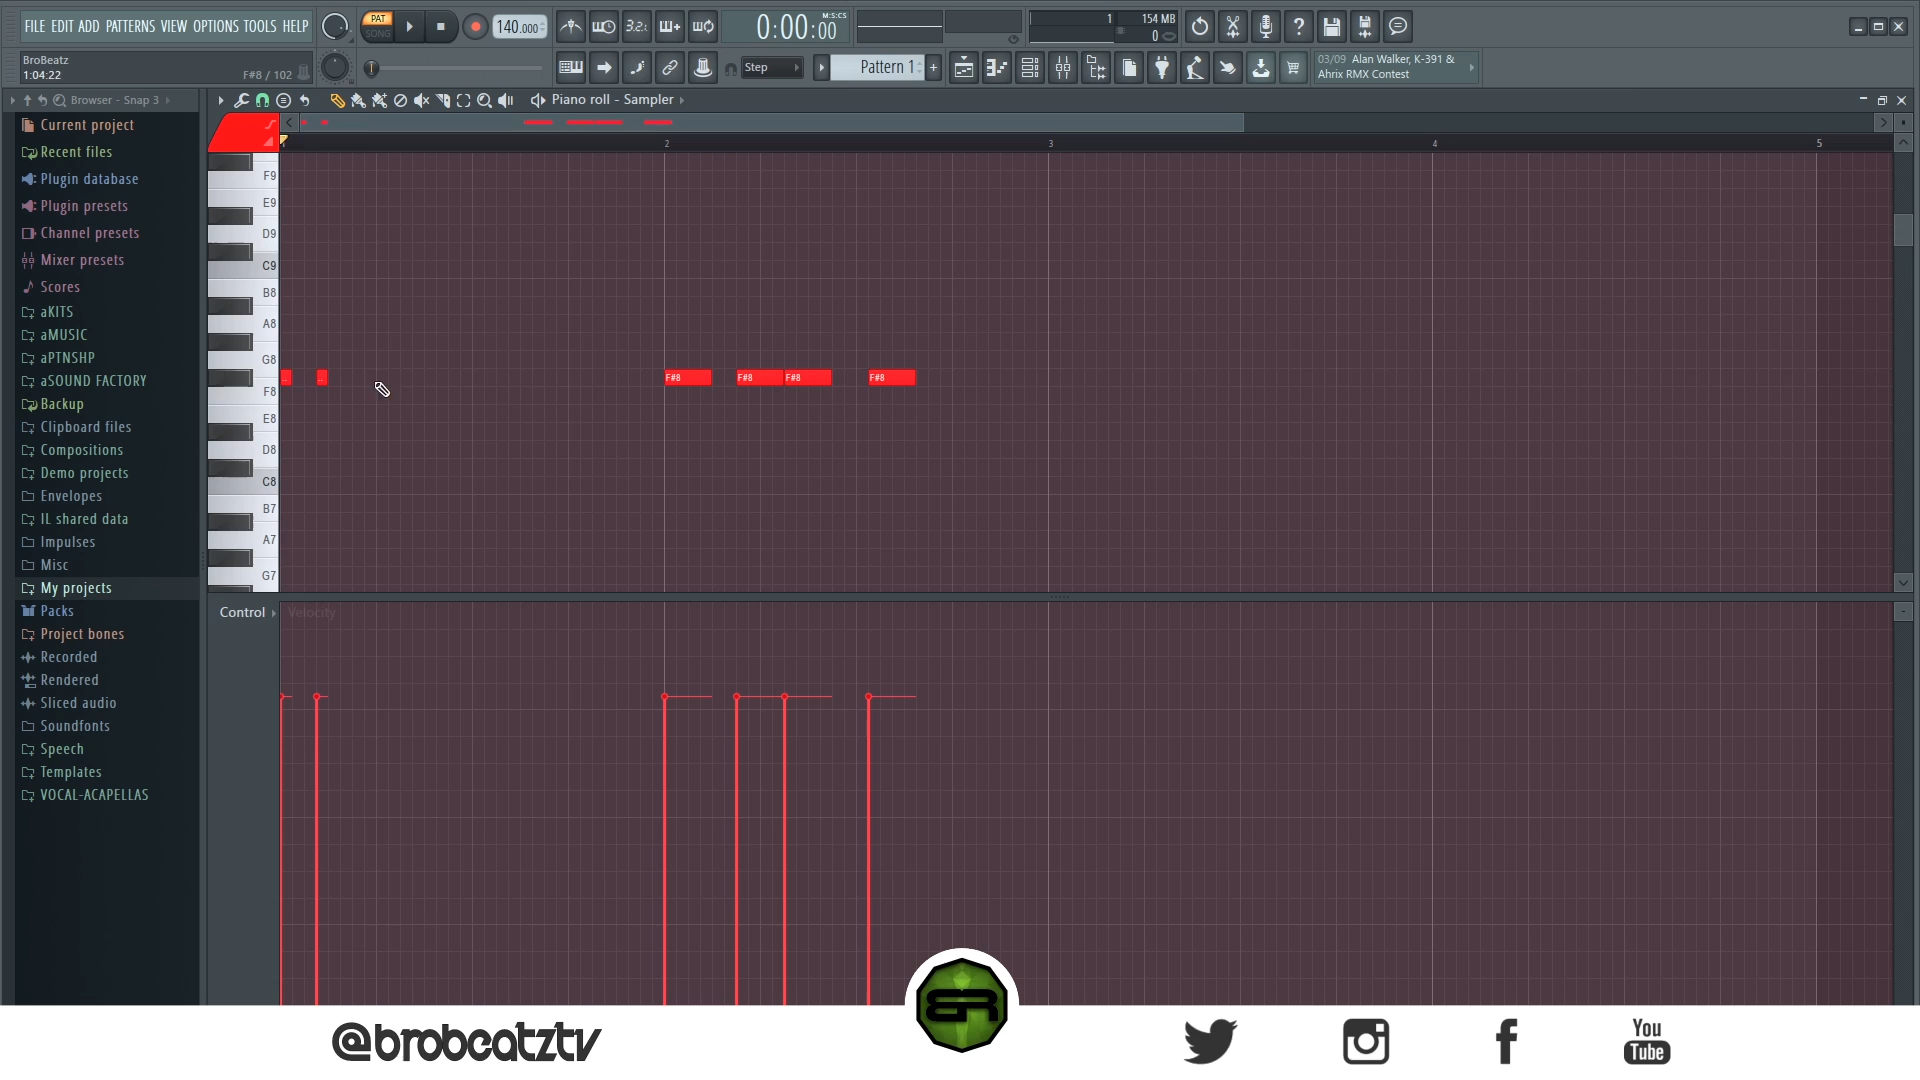 FILE EDIT ADD PATTERNS VIEW OPTIONS TOOLS HELP
PAT
SONG
140.000
3.2.
0:00:00
M:S:CS
1
154 MB
0
BroBeatz
1:04:22
F#8 / 102
Step
Pattern 1
+
03/09 Alan Walker, K-391 &
Ahrix RMX Contest
Browser - Snap 3
Piano roll - Sampler
Current project
Recent files
Plugin database
Plugin presets
Channel presets
Mixer presets
Scores
aKITS
aMUSIC
aPTNSHP
aSOUND FACTORY
Backup
Clipboard files
Compositions
Demo projects
Envelopes
IL shared data
Impulses
Misc
My projects
Packs
Project bones
Recorded
Rendered
Sliced audio
Soundfonts
Speech
Templates
VOCAL-ACAPELLAS
2
3
4
5
F9
E9
D9
C9
B8
A8
G8
F8
E8
D8
C8
B7
A7
G7
F#8
F#8
F#8
F#8
Control
Velocity
@brobeatztv
BR
You
Tube